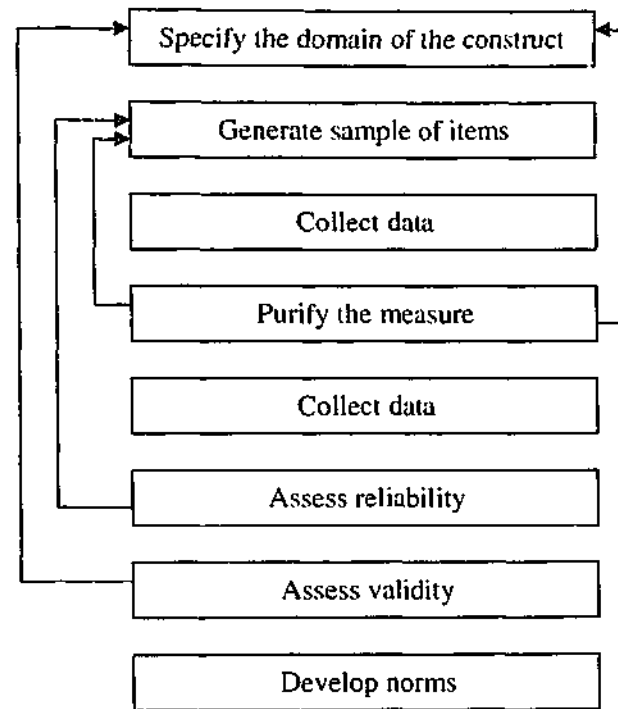 Specify the domain of the construct
Generate sample of items
Collect data
Purify the measure
Collect data
Assess reliability
Assess validity
Develop norms